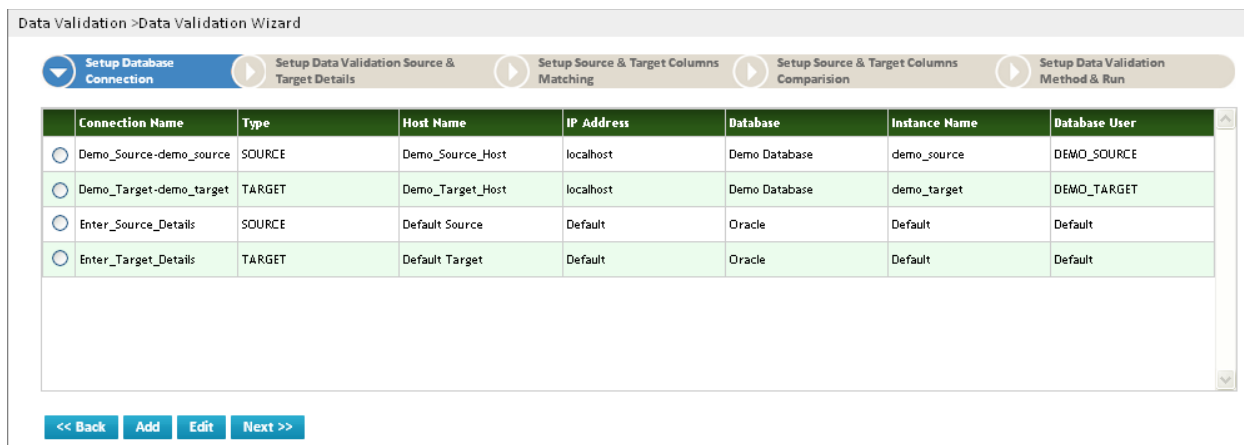 Data Validation >Data Validation Wizard
Setup Database
Connection
Setup Data Validation Source &
Target Details
Setup Source & Target Columns
Matching
Setup Source & Target Columns
Comparision
Setup Data Validation
Method & Run
Connection Name Type Host Name IP Address Database Instance Name Database User
Demo_Source-demo_source SOURCE Demo_Source_Host localhost Demo Database demo_source DEMO_SOURCE
Demo_Target-demo_target TARGET Demo_Target_Host localhost Demo Database demo_target DEMO_TARGET
Enter_Source_Details SOURCE Default Source Default Oracle Default Default
Enter_Target_Details TARGET Default Target Default Oracle Default Default
<< Back Add Edit Next >>